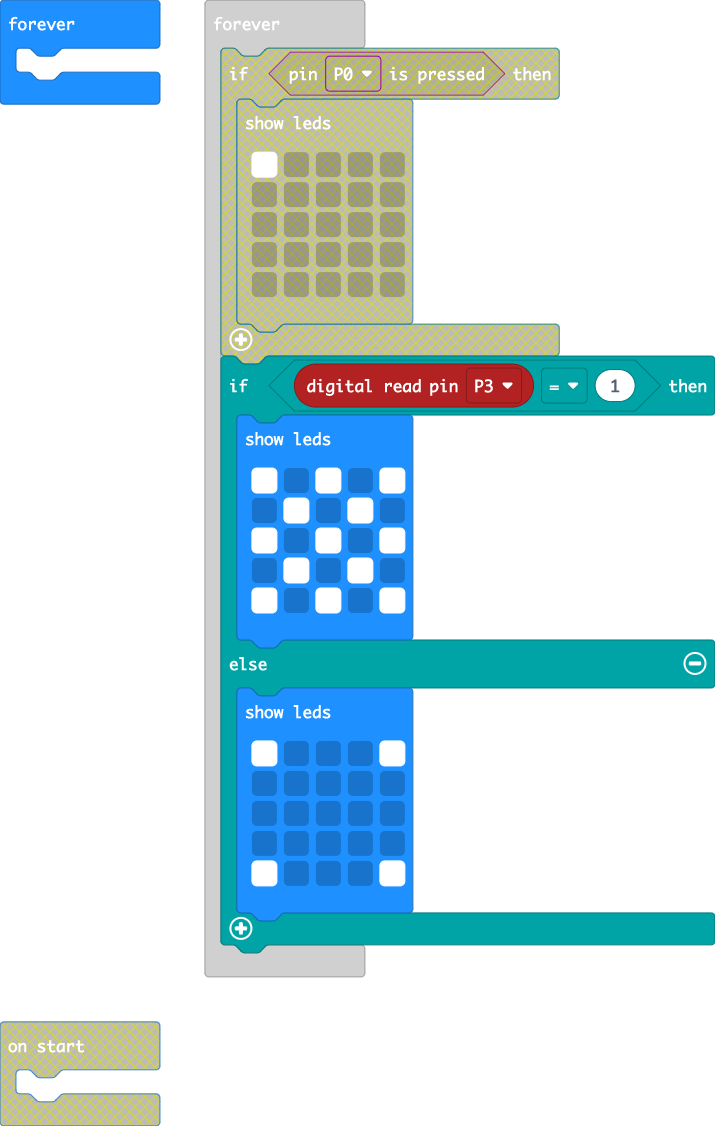 forever
forever
if pin P0 is pressed then
show leds
if digital read pin P3 = 1 then
show leds
else
show leds
on start